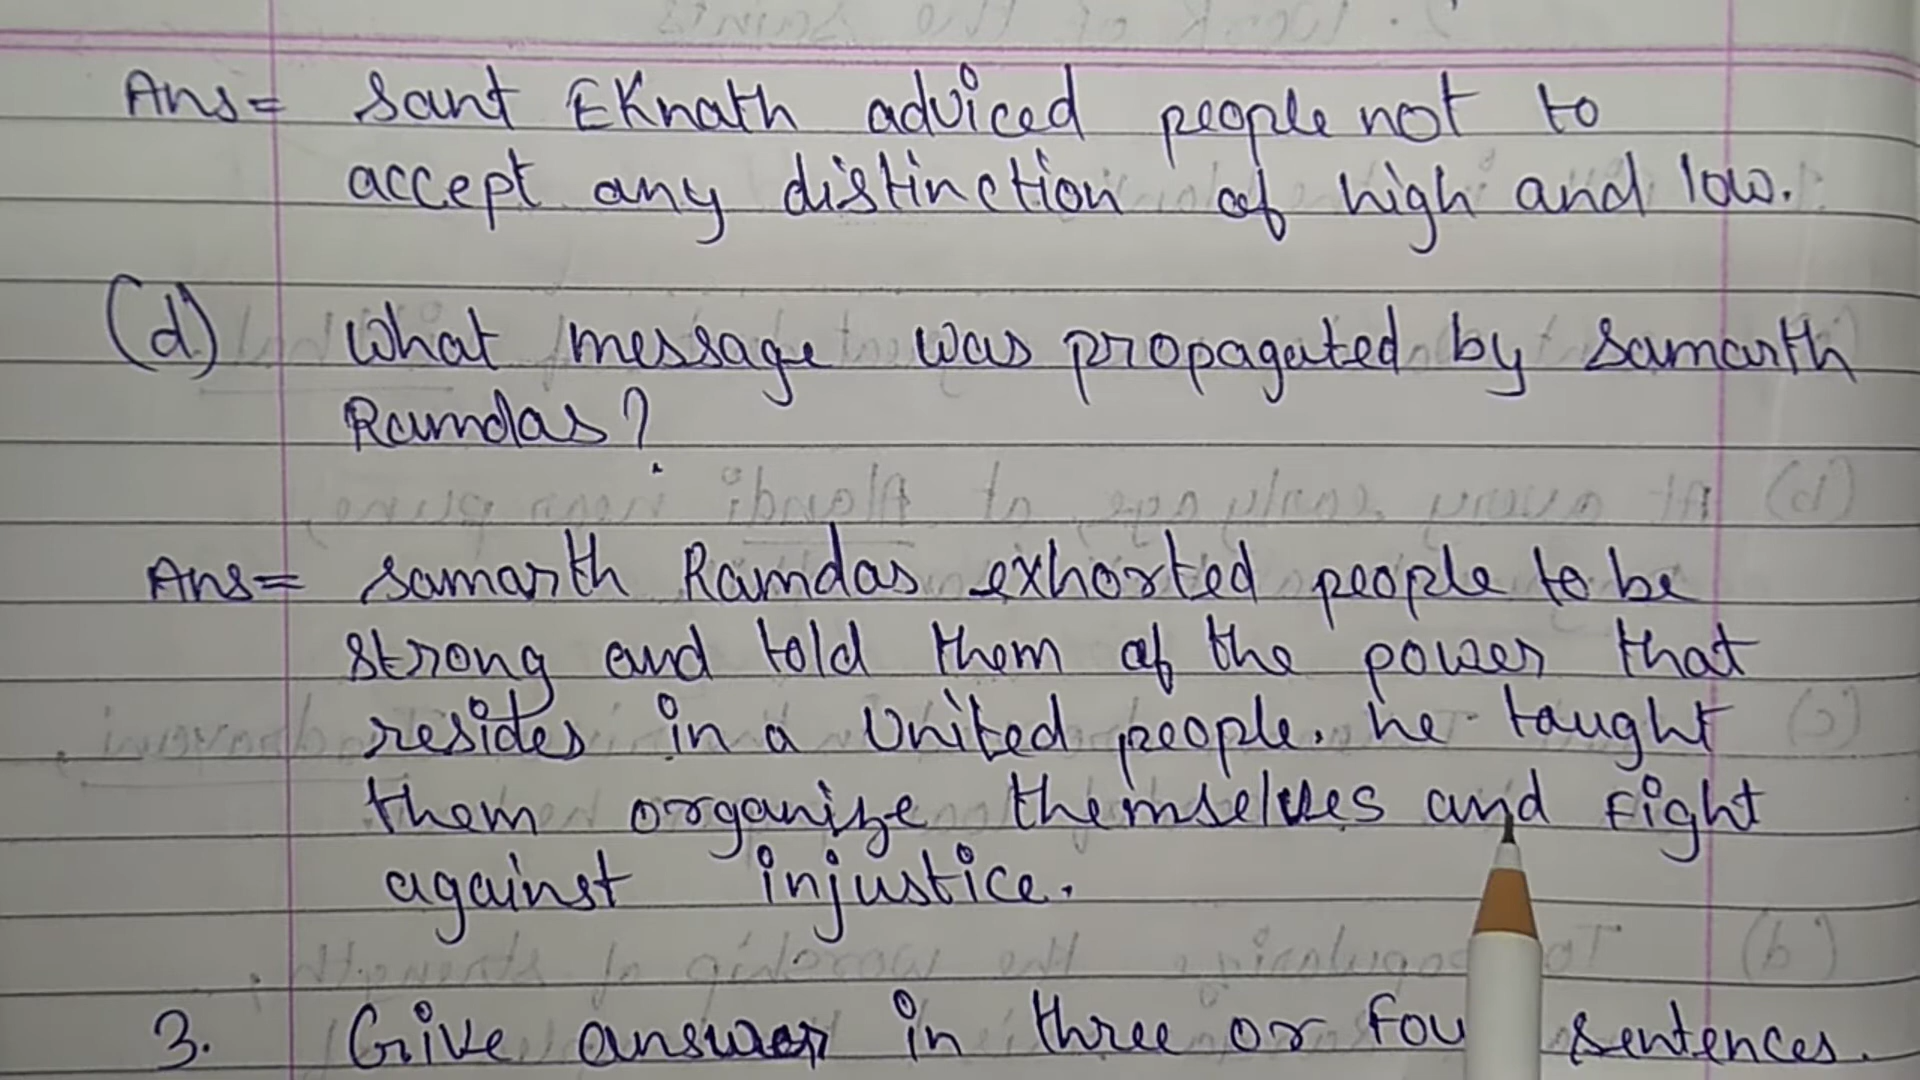 Ans= Sant Eknath adviced people not to
accept any distinction of high and low.
(d) What message was propagated by Samarth
Ramdas?
Ans= Samarth Ramdas exhorted people to be
strong and told them of the power that
resides in a United people. he taught
them organize themselves and Fight
against injustice.
3. Give answer in three or sentences.